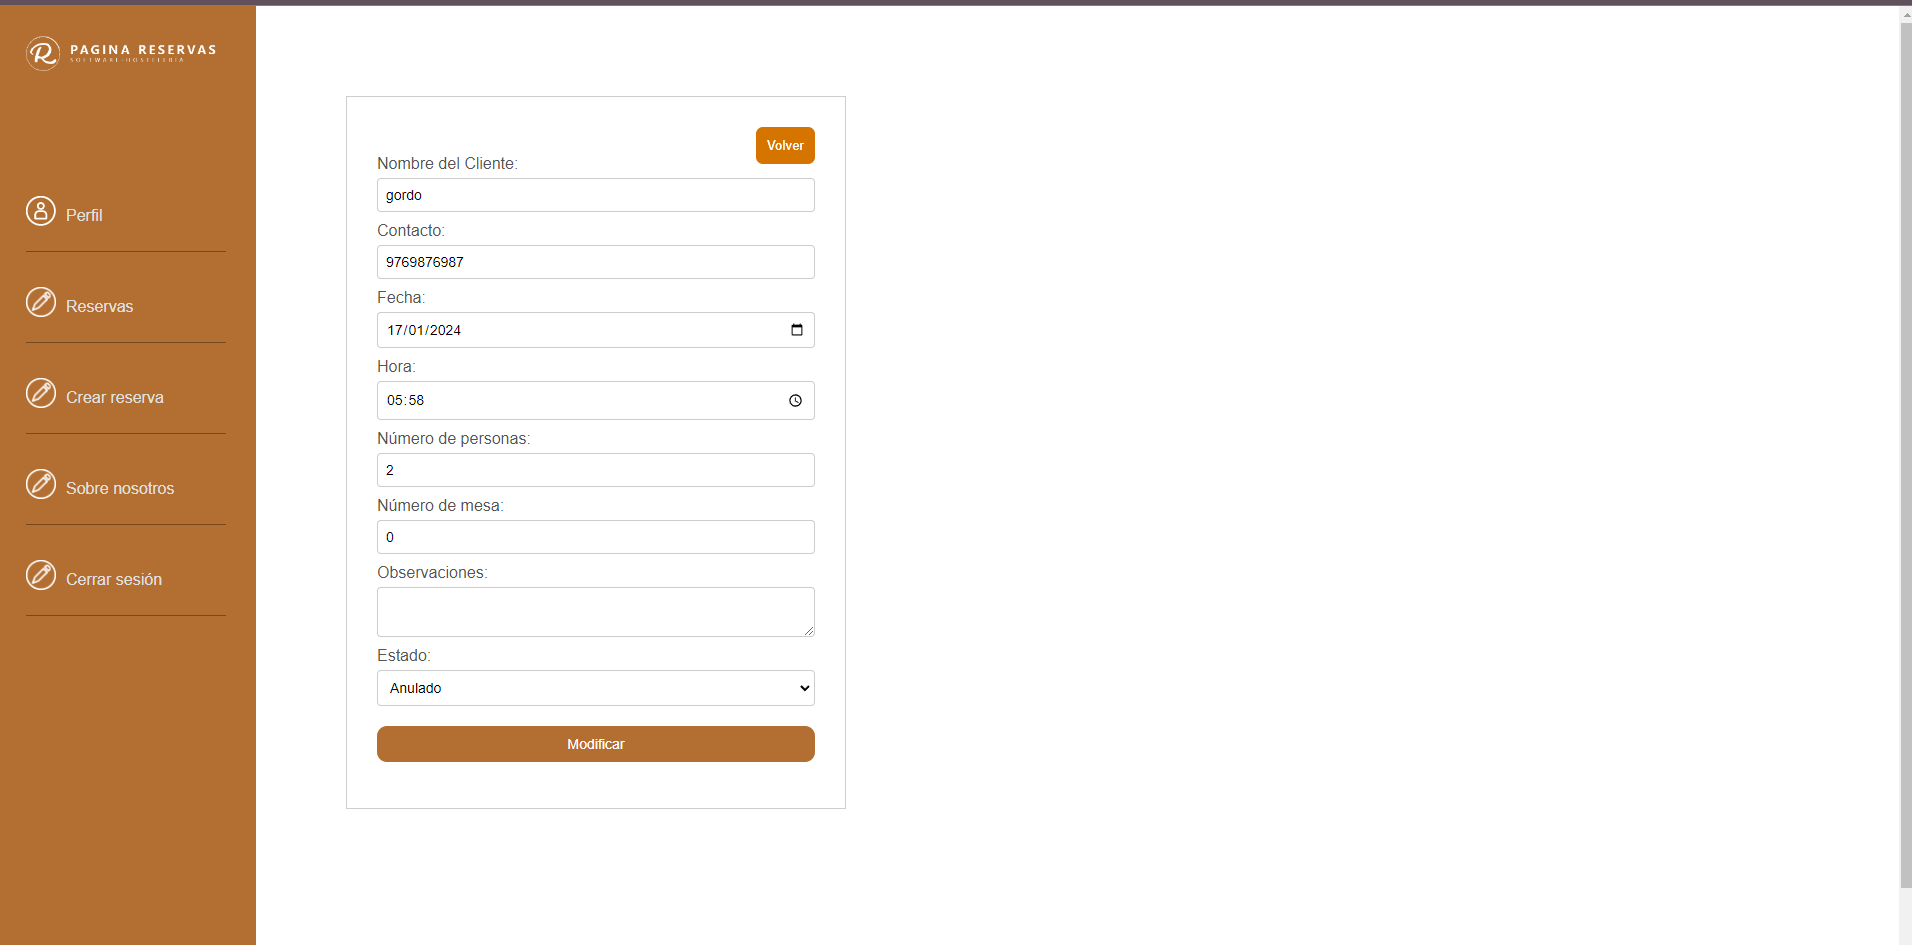 PAGINA RESERVAS
SOFTWARE HOSTELERÍA
Perfil
Reservas
Crear reserva
Sobre nosotros
Cerrar sesión
Volver
Nombre del Cliente:
gordo
Contacto:
9769876987
Fecha:
17/01/2024
Hora:
05:58
Número de personas:
2
Número de mesa:
0
Observaciones:
Estado:
Anulado
Modificar